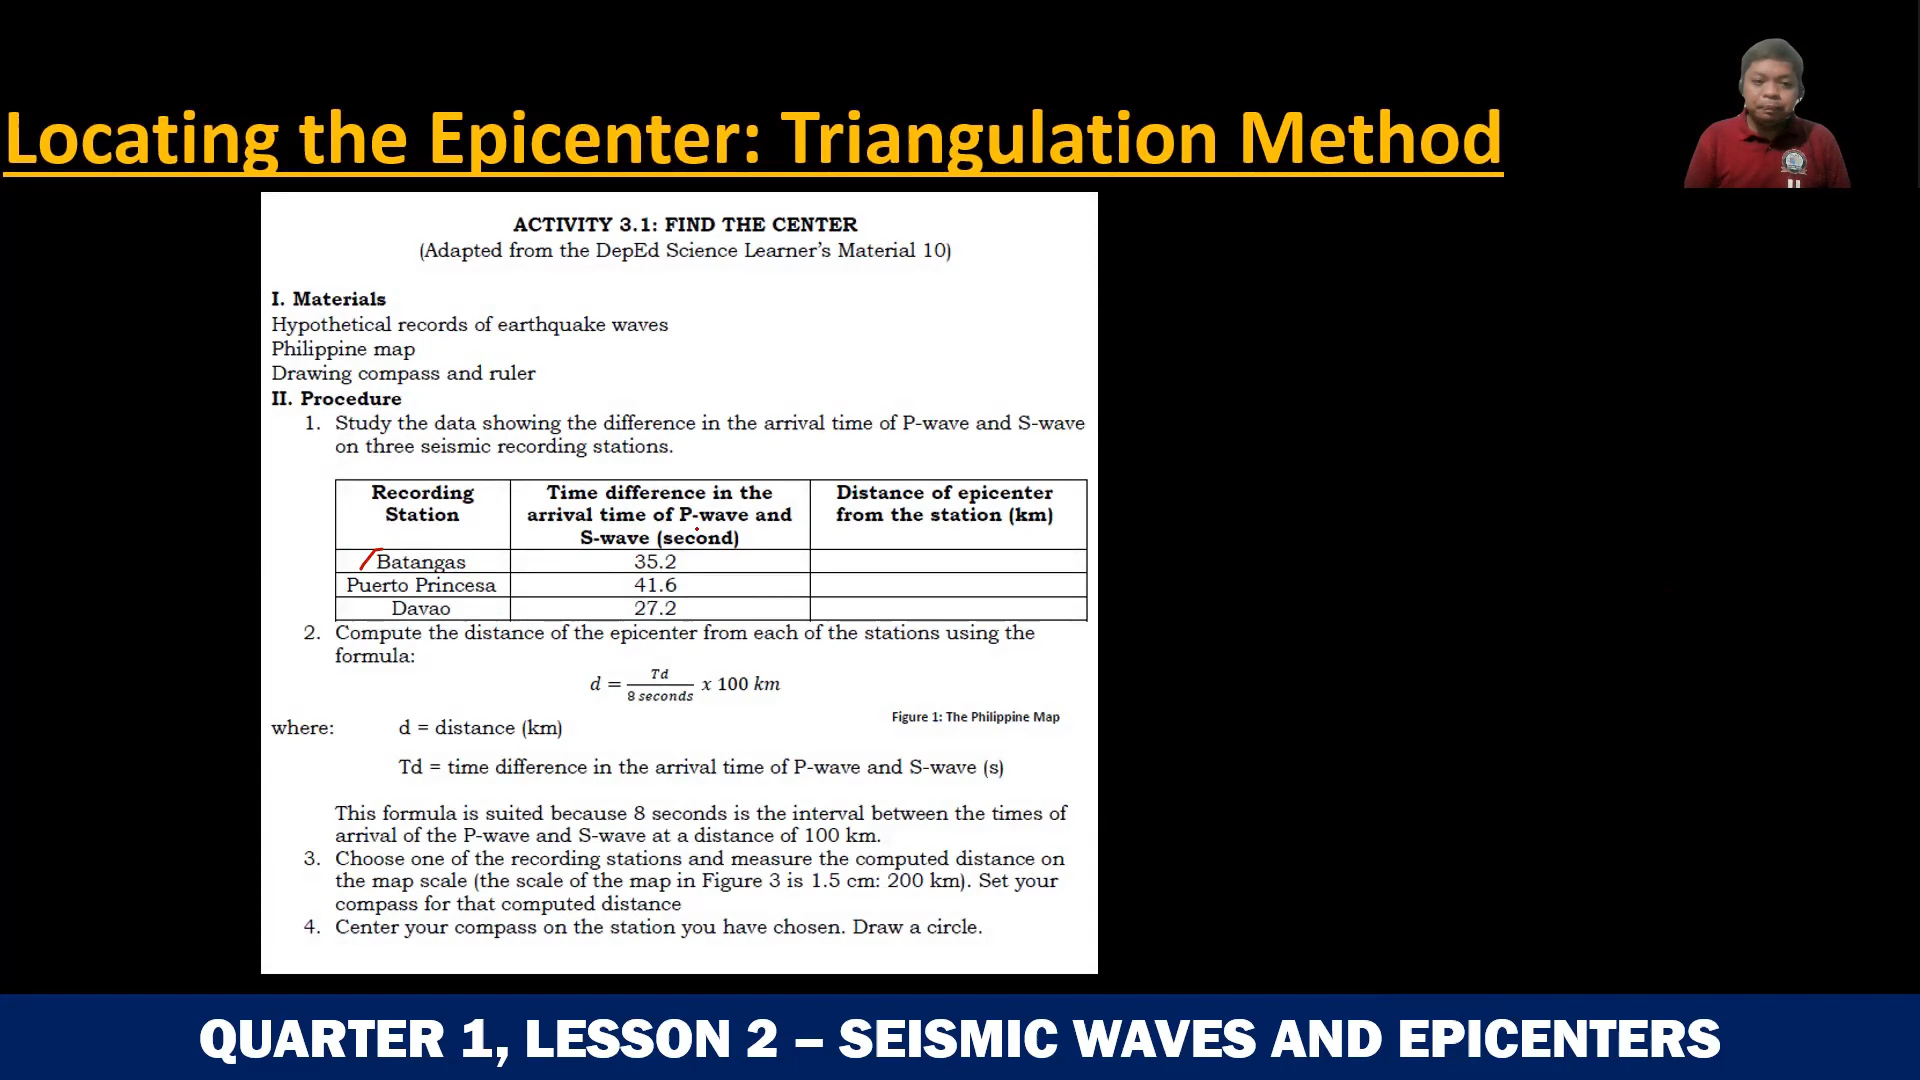 Locating the Epicenter: Triangulation Method
ACTIVITY 3.1: FIND THE CENTER
(Adapted from the DepEd Science Learner's Material 10)
I. Materials
Hypothetical records of earthquake waves
Philippine map
Drawing compass and ruler
II. Procedure
1. Study the data showing the difference in the arrival time of P-wave and S-wave
on three seismic recording stations.
Recording Station | Time difference in the arrival time of P-wave and S-wave (second) | Distance of epicenter from the station (km)
Batangas | 35.2
Puerto Princesa | 41.6
Davao | 27.2
2. Compute the distance of the epicenter from each of the stations using the
formula:
d = Td / 8 seconds x 100 km
Figure 1: The Philippine Map
where: d = distance (km)
Td = time difference in the arrival time of P-wave and S-wave (s)
This formula is suited because 8 seconds is the interval between the times of
arrival of the P-wave and S-wave at a distance of 100 km.
3. Choose one of the recording stations and measure the computed distance on
the map scale (the scale of the map in Figure 3 is 1.5 cm: 200 km). Set your
compass for that computed distance
4. Center your compass on the station you have chosen. Draw a circle.
QUARTER 1, LESSON 2 – SEISMIC WAVES AND EPICENTERS